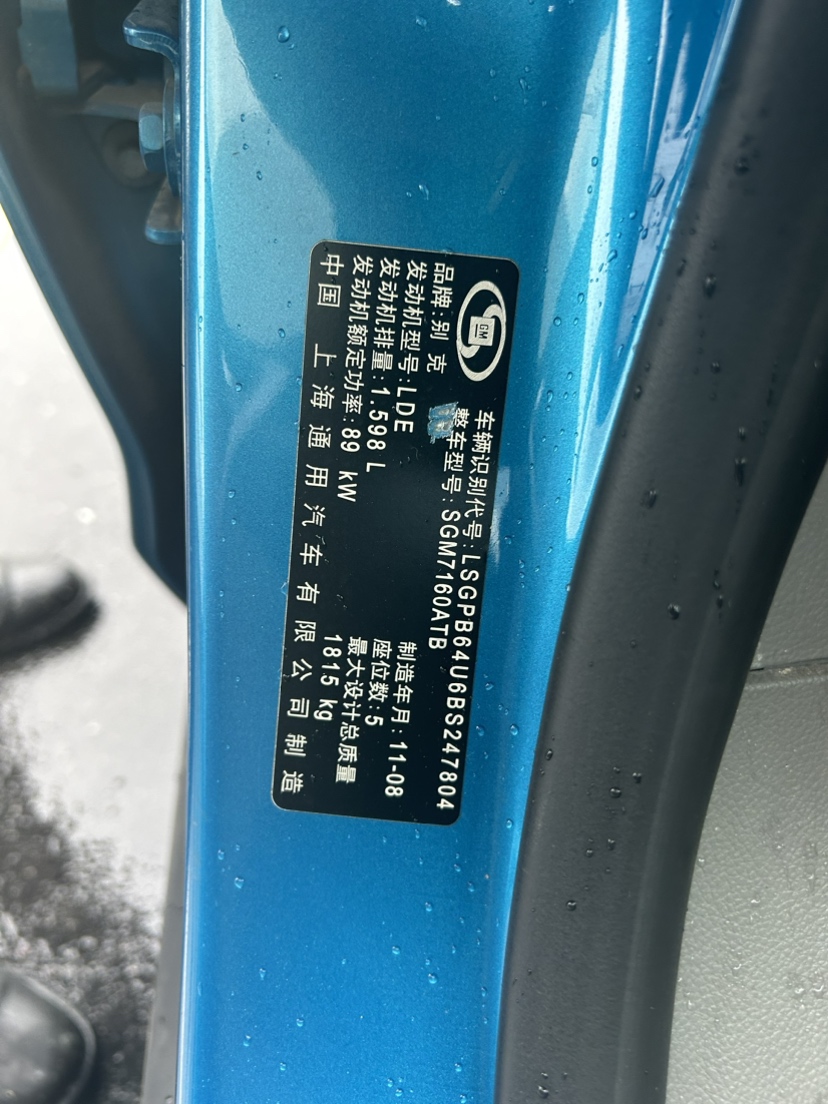 GM
车辆识别代号:LSGPB64U6BS247804
整车型号:SGM7160ATB
品牌:别克
发动机型号:LDE
制造年月:11-08
发动机排量:1.598 L
座位数:5
发动机额定功率:89 kW
最大设计总质量
1815 kg
中国 上海通用汽车有限公司制造